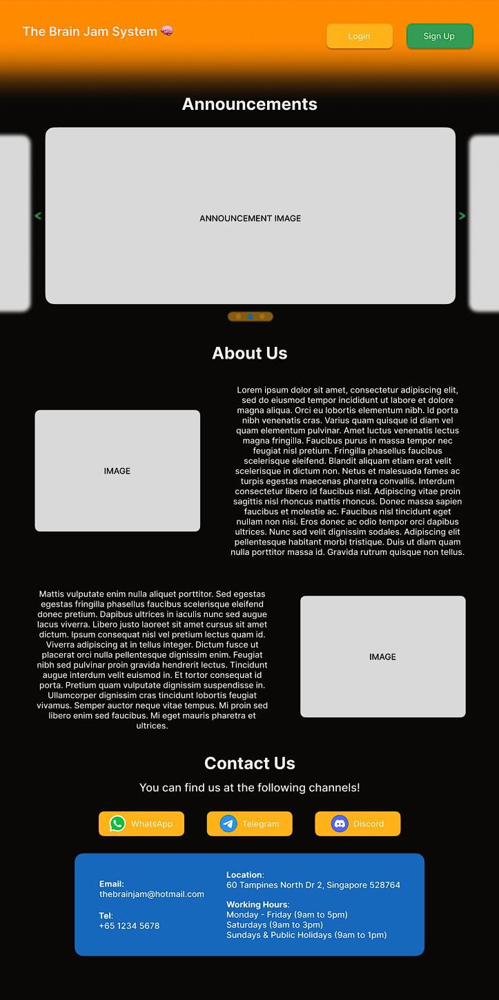 The Brain Jam System 🧠
Login
Sign Up
Announcements
ANNOUNCEMENT IMAGE
<
>
About Us
IMAGE
Lorem ipsum dolor sit amet, consectetur adipiscing elit,
sed do eiusmod tempor incididunt ut labore et dolore
magna aliqua. Orci eu lobortis elementum nibh. Id porta
nibh venenatis cras. Varius quam quisque id diam vel
quam elementum pulvinar. Amet luctus venenatis lectus
magna fringilla. Faucibus purus in massa tempor nec
feugiat nisl pretium. Fringilla phasellus faucibus
scelerisque eleifend. Blandit aliquam etiam erat velit
scelerisque in dictum non. Netus et malesuada fames ac
turpis egestas maecenas pharetra convallis. Interdum
consectetur libero id faucibus nisl. Adipiscing vitae proin
sagittis nisl rhoncus mattis rhoncus. Donec massa sapien
faucibus et molestie ac. Faucibus nisl tincidunt eget
nullam non nisi. Eros donec ac odio tempor orci dapibus
ultrices. Nunc sed velit dignissim sodales. Adipiscing elit
pellentesque habitant morbi tristique. Duis ut diam quam
nulla porttitor massa id. Gravida rutrum quisque non tellus.
Mattis vulputate enim nulla aliquet porttitor. Sed egestas
egestas fringilla phasellus faucibus scelerisque eleifend
donec pretium. Dapibus ultrices in iaculis nunc sed augue
lacus viverra. Libero justo laoreet sit amet cursus sit amet
dictum. Ipsum consequat nisl vel pretium lectus quam id.
Viverra adipiscing at in tellus integer. Dictum fusce ut
placerat orci nulla pellentesque dignissim enim. Feugiat
nibh sed pulvinar proin gravida hendrerit lectus. Tincidunt
augue interdum velit euismod in. Et tortor consequat id
porta. Pretium quam vulputate dignissim suspendisse in.
Ullamcorper dignissim cras tincidunt lobortis feugiat
vivamus. Semper auctor neque vitae tempus. Mi proin sed
libero enim sed faucibus. Mi eget mauris pharetra et
ultrices.
IMAGE
Contact Us
You can find us at the following channels!
WhatsApp
Telegram
Discord
Email:
thebrainjam@hotmail.com
Tel:
+65 1234 5678
Location:
60 Tampines North Dr 2, Singapore 528764
Working Hours:
Monday - Friday (9am to 5pm)
Saturdays (9am to 3pm)
Sundays & Public Holidays (9am to 1pm)